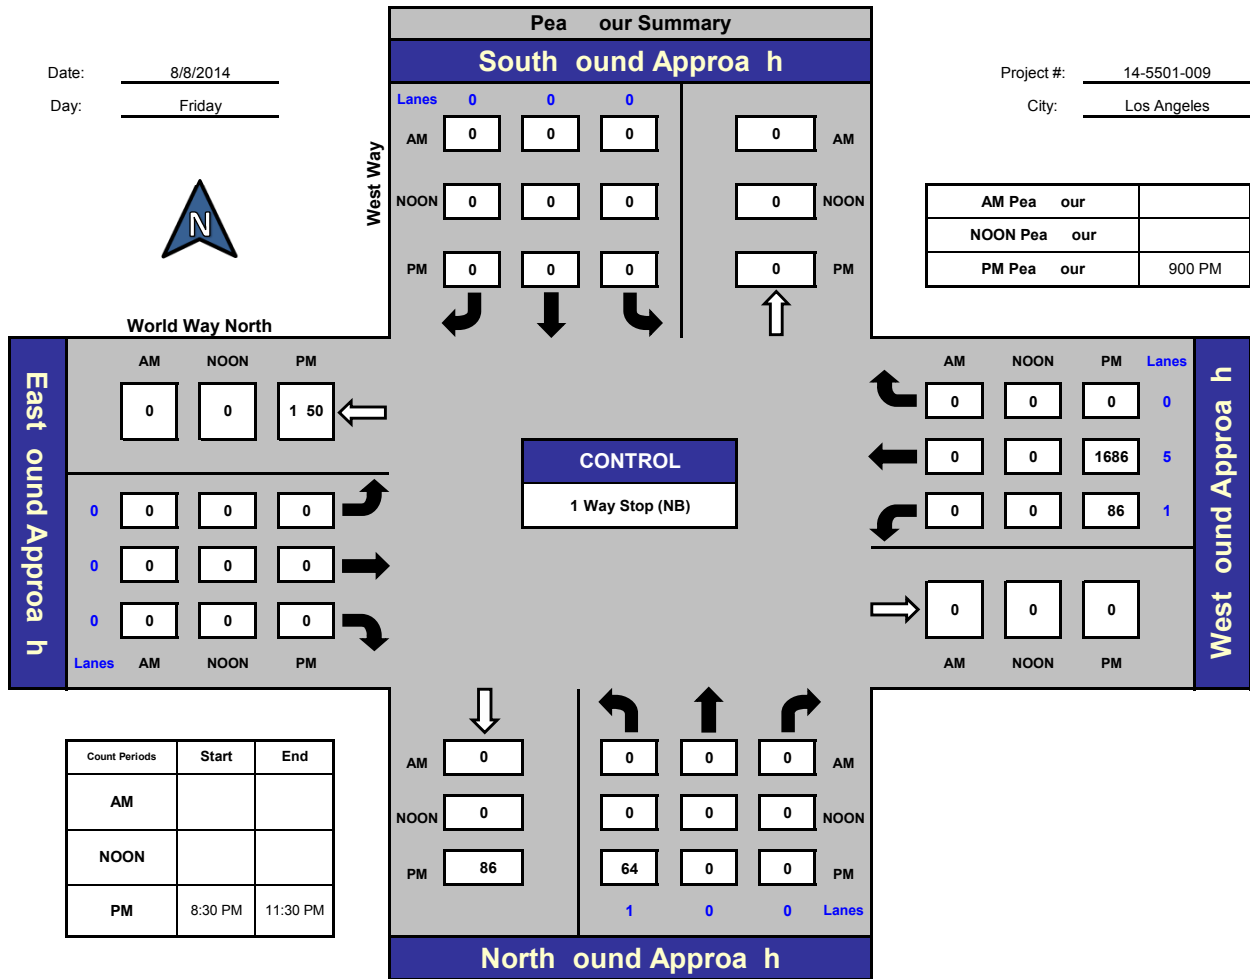 Pea our Summary
South ound Approa h
Date: 8/8/2014
Day: Friday
Project #: 14-5501-009
City: Los Angeles
N
West Way
Lanes 0 0 0
AM 0 0 0 0 AM
NOON 0 0 0 0 NOON
PM 0 0 0 0 PM
AM Pea our
NOON Pea our
PM Pea our 900 PM
World Way North
East ound Approa h
AM NOON PM
0 0 1 50
0 0 0 0
0 0 0 0
0 0 0 0
Lanes AM NOON PM
CONTROL
1 Way Stop (NB)
AM NOON PM Lanes
0 0 0 0
0 0 1686 5
0 0 86 1
0 0 0
AM NOON PM
West ound Approa h
Count Periods Start End
AM
NOON
PM 8:30 PM 11:30 PM
AM 0 0 0 0 AM
NOON 0 0 0 0 NOON
PM 86 64 0 0 PM
1 0 0 Lanes
North ound Approa h